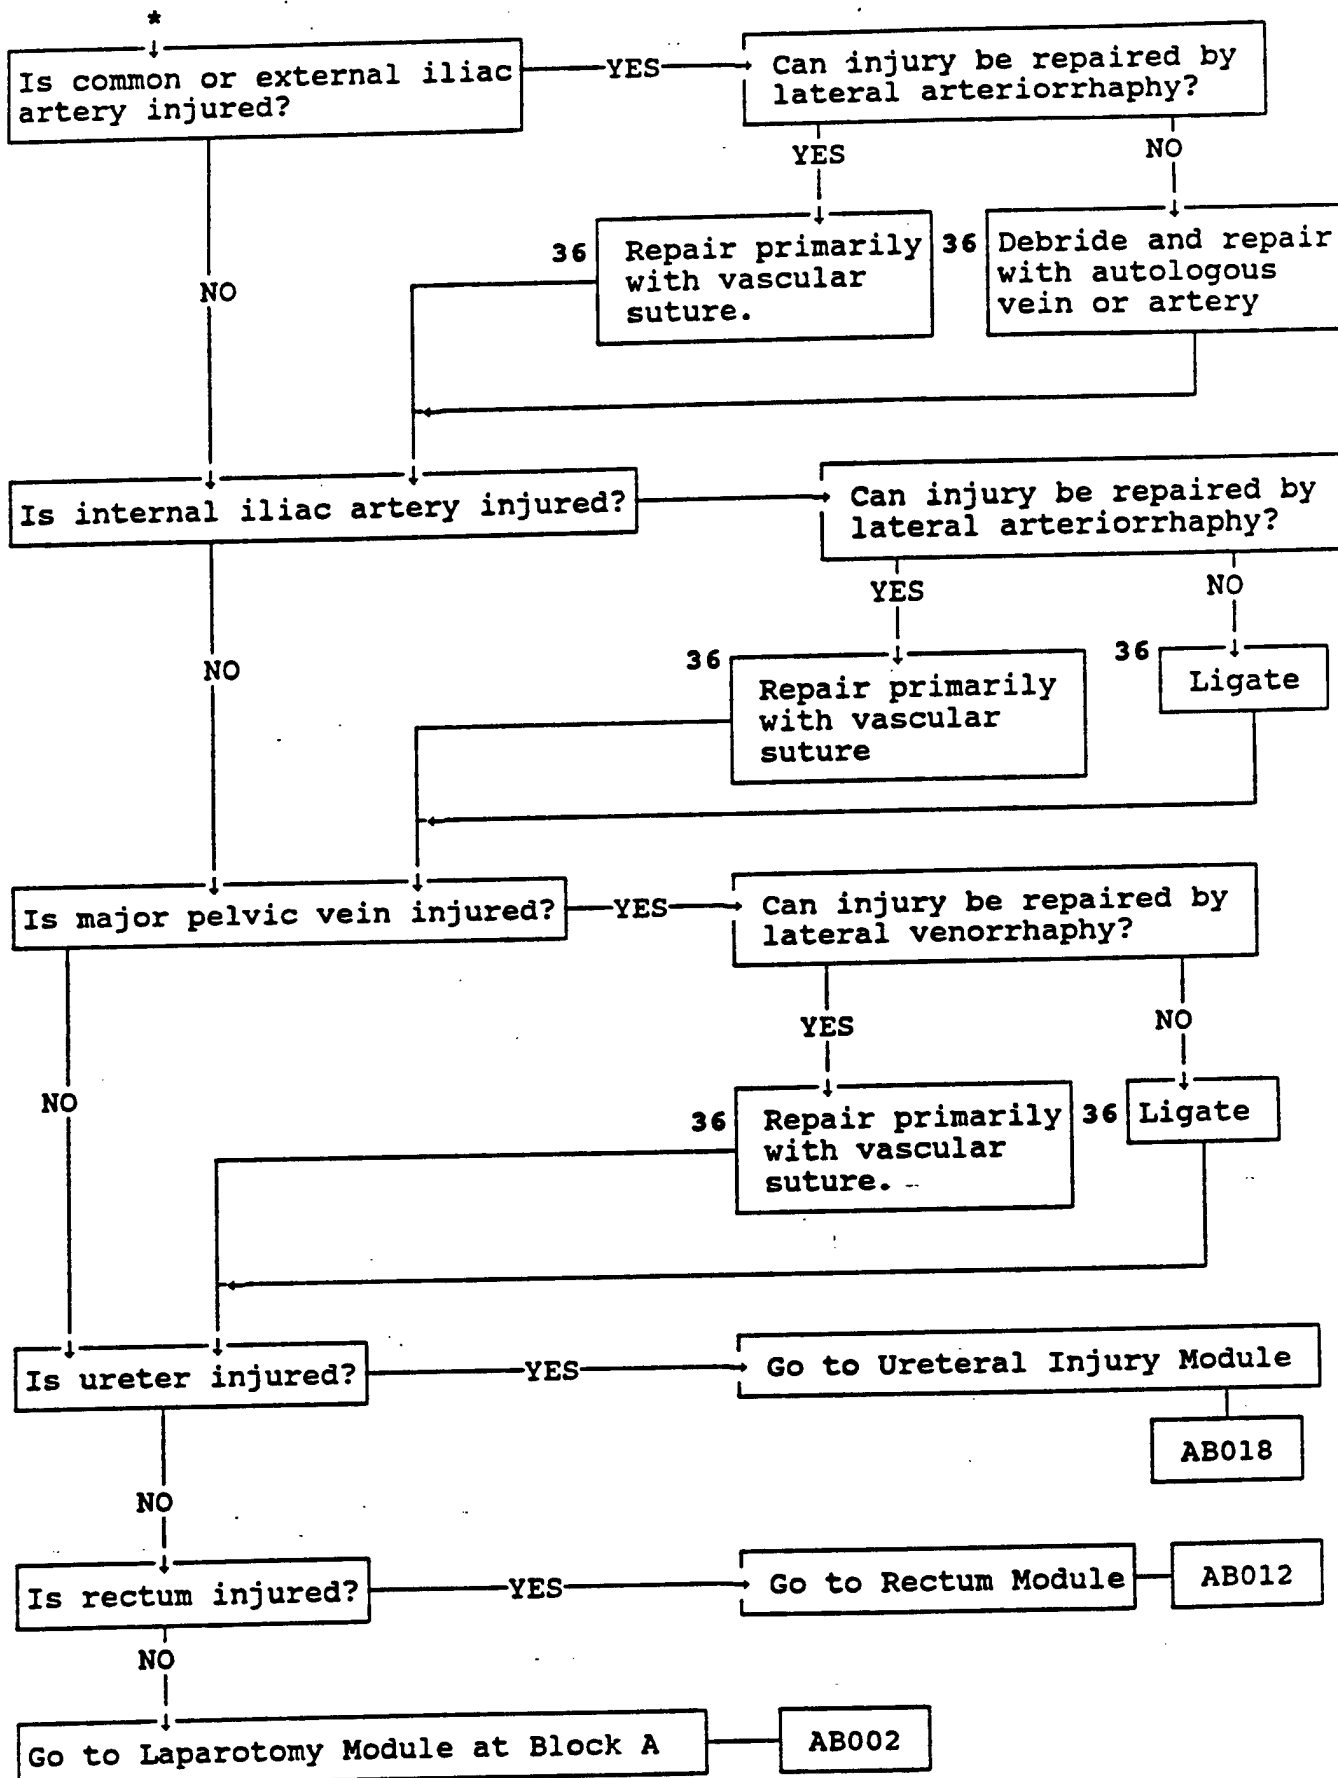 *
Is common or external iliac
artery injured?
YES
Can injury be repaired by
lateral arteriorrhaphy?
YES
NO
36
Repair primarily
with vascular
suture.
36
Debride and repair
with autologous
vein or artery
NO
Is internal iliac artery injured?
Can injury be repaired by
lateral arteriorrhaphy?
YES
NO
36
Repair primarily
with vascular
suture
36
Ligate
NO
Is major pelvic vein injured?
YES
Can injury be repaired by
lateral venorrhaphy?
YES
NO
36
Repair primarily
with vascular
suture.
36
Ligate
NO
Is ureter injured?
YES
Go to Ureteral Injury Module
AB018
NO
Is rectum injured?
YES
Go to Rectum Module
AB012
NO
Go to Laparotomy Module at Block A
AB002